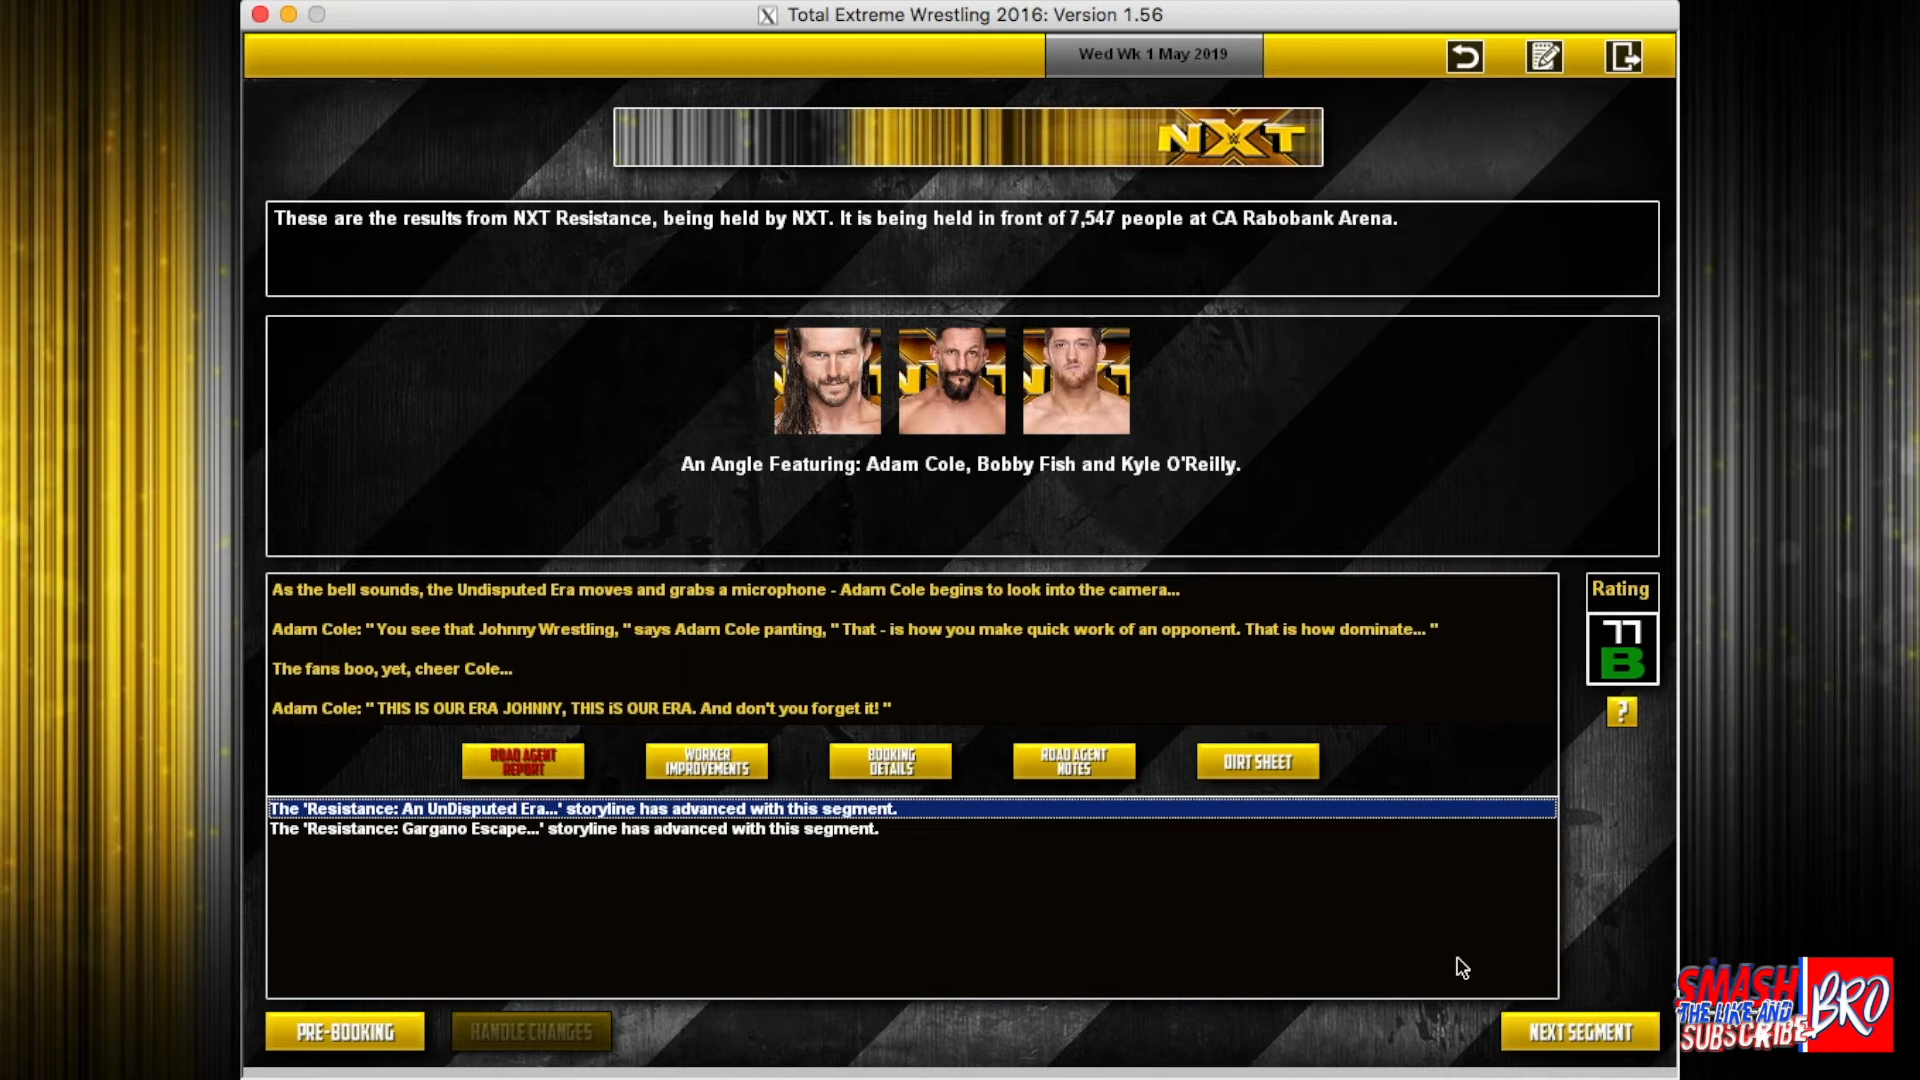 Total Extreme Wrestling 2016: Version 1.56
Wed Wk 1 May 2019
NXT
These are the results from NXT Resistance, being held by NXT. It is being held in front of 7,547 people at CA Rabobank Arena.
An Angle Featuring: Adam Cole, Bobby Fish and Kyle O'Reilly.
As the bell sounds, the Undisputed Era moves and grabs a microphone - Adam Cole begins to look into the camera...
Adam Cole: " You see that Johnny Wrestling, " says Adam Cole panting, " That - is how you make quick work of an opponent. That is how dominate... "
The fans boo, yet, cheer Cole...
Adam Cole: " THIS IS OUR ERA JOHNNY, THIS iS OUR ERA. And don't you forget it! "
Rating
77
B
?
ROAD AGENT REPORT
WORKER IMPROVEMENTS
BOOKING DETAILS
ROAD AGENT NOTES
DIRT SHEET
The 'Resistance: An UnDisputed Era...' storyline has advanced with this segment.
The 'Resistance: Gargano Escape...' storyline has advanced with this segment.
PRE-BOOKING
HANDLE CHANGES
NEXT SEGMENT
SMASH
THE LIKE AND
SUBSCRIBE
BRO